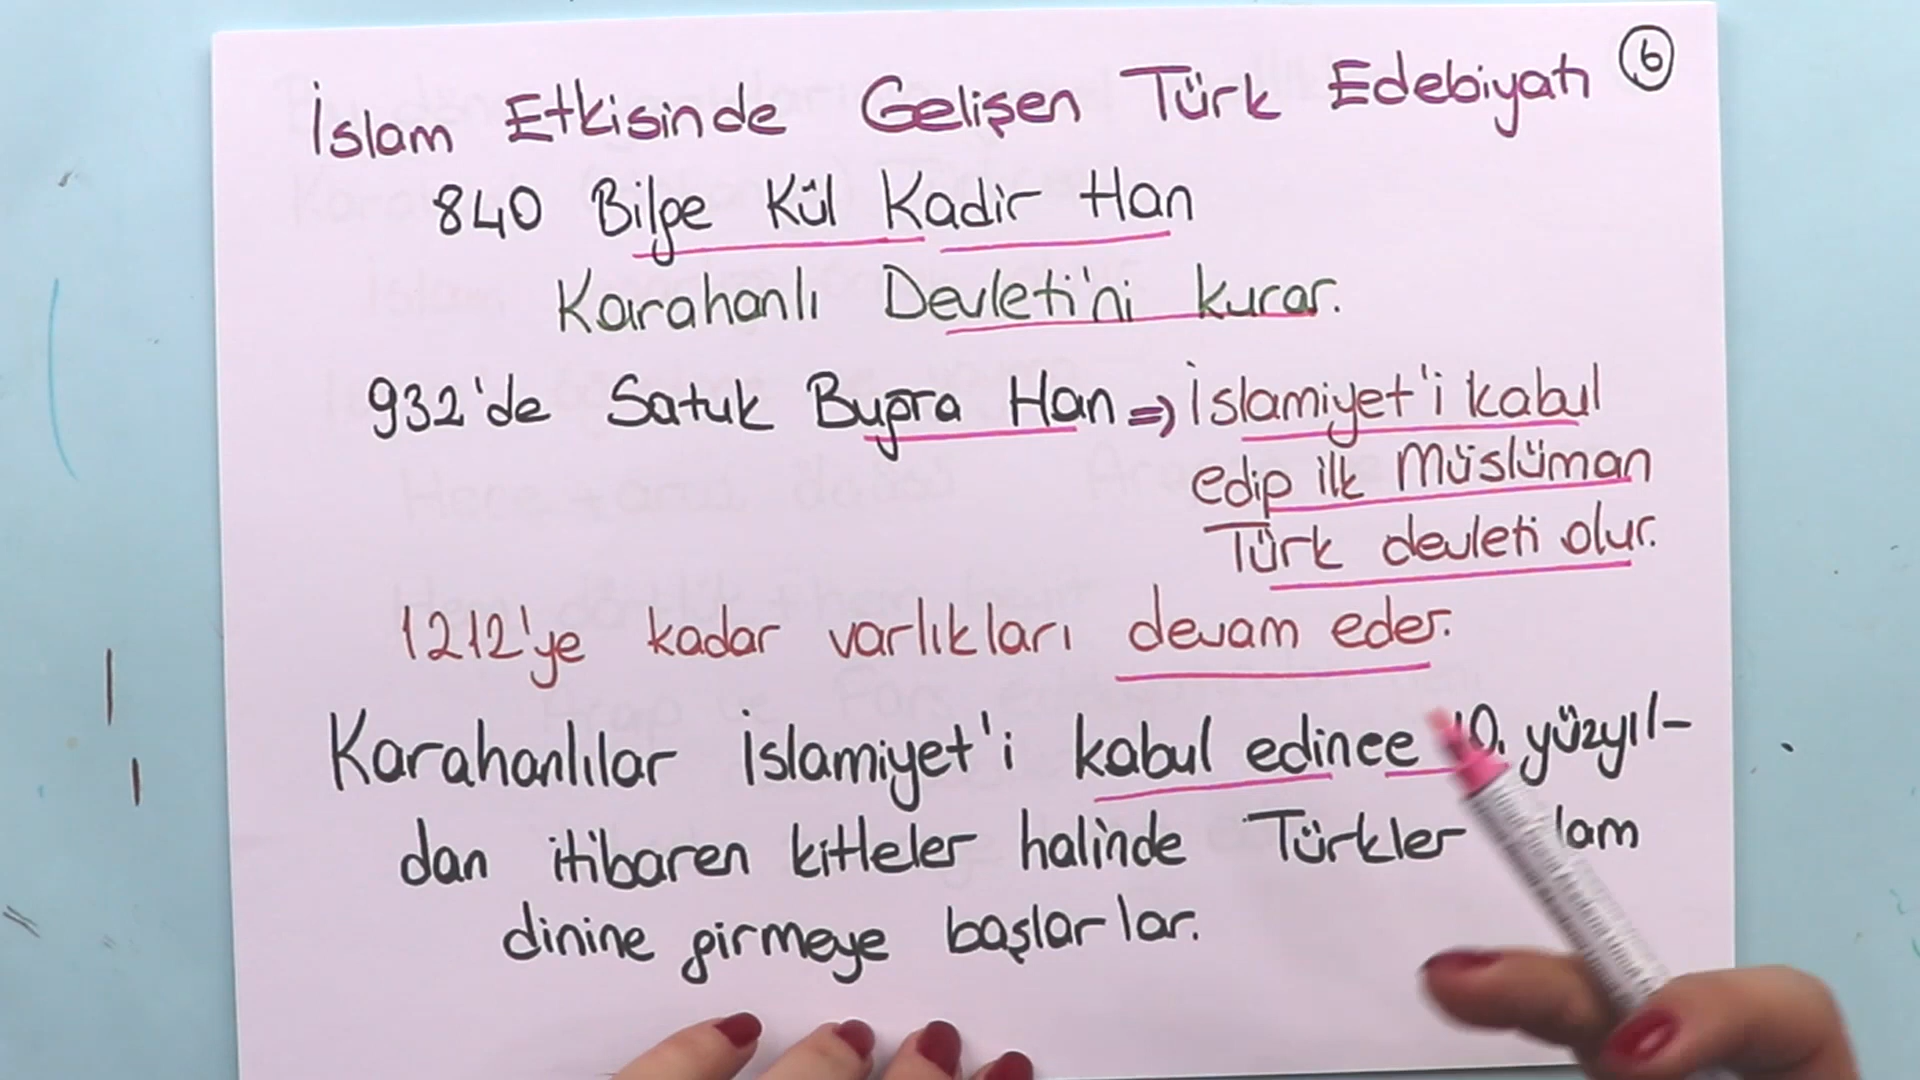 İslam Etkisinde Gelişen Türk Edebiyatı 6
840 Bilge Kül Kadir Han
Karahanlı Devleti'ni kurar.
932'de Satuk Bugra Han ⇒ İslamiyet'i kabul
edip ilk Müslüman
Türk devleti olur.
1212'ye kadar varlıkları devam eder.
Karahanlılar İslamiyet'i kabul edince 10. yüzyıl-
dan itibaren kitleler halinde Türkler lam
dinine girmeye başlarlar.